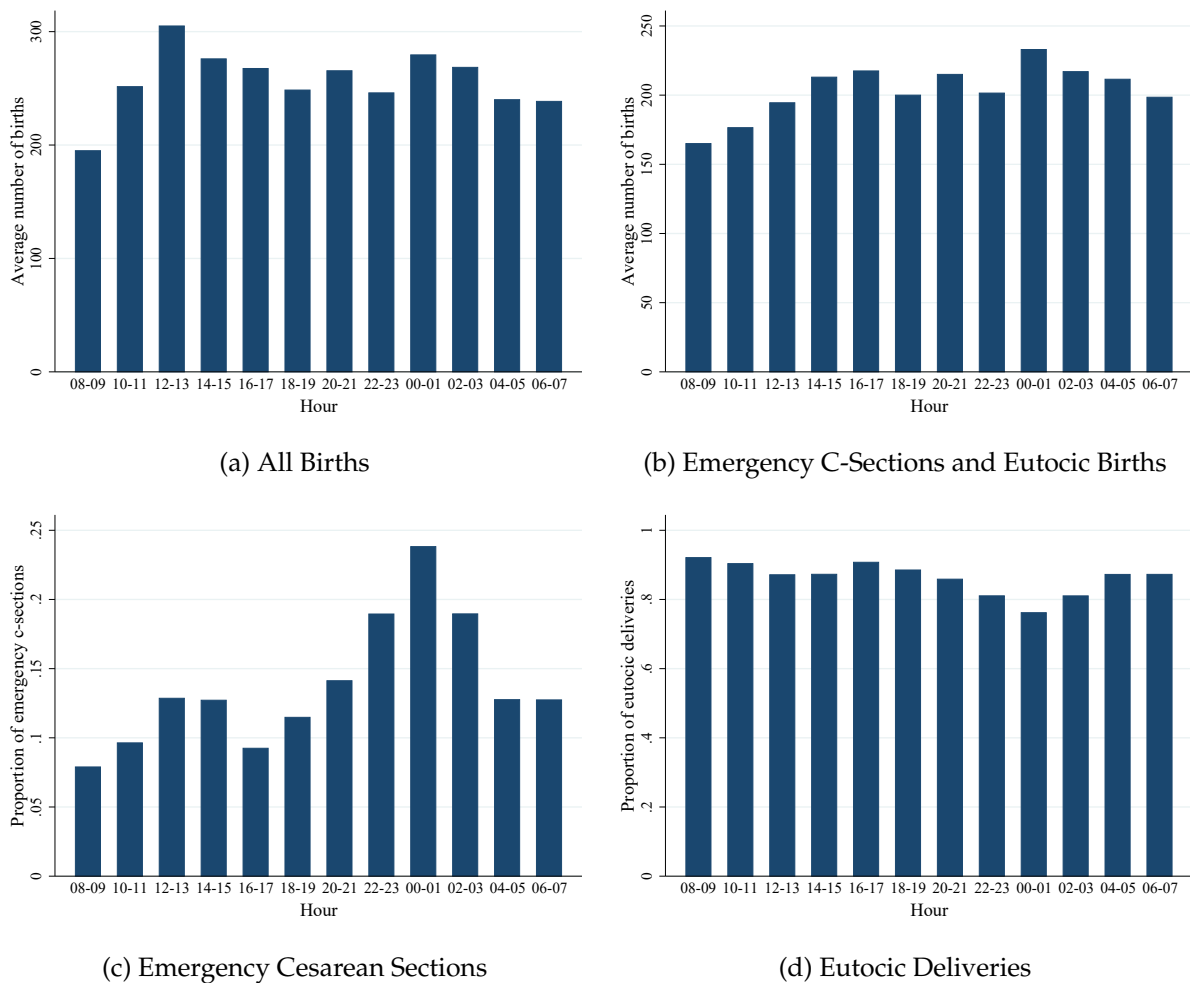 Average number of births
0 100 200 300
08-09 10-11 12-13 14-15 16-17 18-19 20-21 22-23 00-01 02-03 04-05 06-07
Hour
(a) All Births
Average number of births
0 50 100 150 200 250
08-09 10-11 12-13 14-15 16-17 18-19 20-21 22-23 00-01 02-03 04-05 06-07
Hour
(b) Emergency C-Sections and Eutocic Births
Proportion of emergency c-sections
0 .05 .1 .15 .2 .25
08-09 10-11 12-13 14-15 16-17 18-19 20-21 22-23 00-01 02-03 04-05 06-07
Hour
(c) Emergency Cesarean Sections
Proportion of eutocic deliveries
0 .2 .4 .6 .8 1
08-09 10-11 12-13 14-15 16-17 18-19 20-21 22-23 00-01 02-03 04-05 06-07
Hour
(d) Eutocic Deliveries